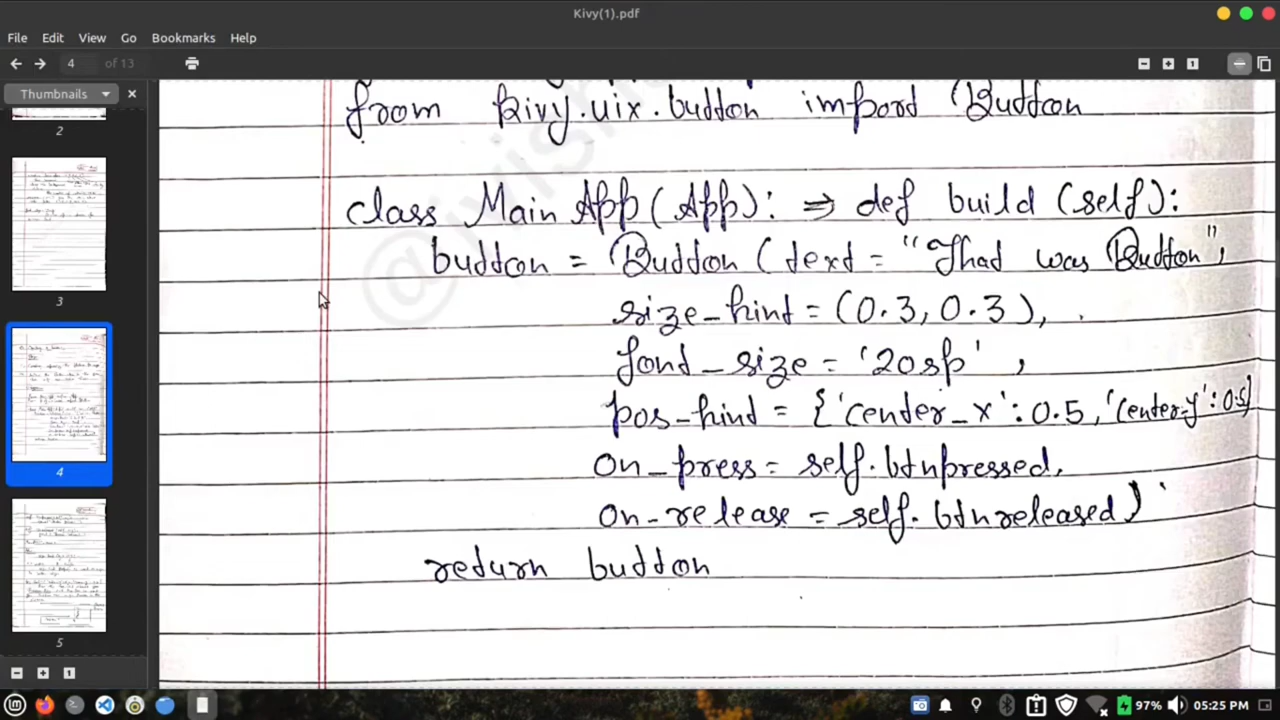 Kivy(1).pdf
File Edit View Go Bookmarks Help
4 of 13
Thumbnails
2
3
4
5
from kivy.uix.button import Button
class Main App(App): ⇒ def build (self):
button = Button (text = "That was Button",
size_hint = (0.3, 0.3),
font_size = '20sp' ,
pos_hint = {'center_x': 0.5, 'center_y': 0.5}
on_press = self.btnpressed,
on_release = self.btnreleased)
return button
97% 05:25 PM